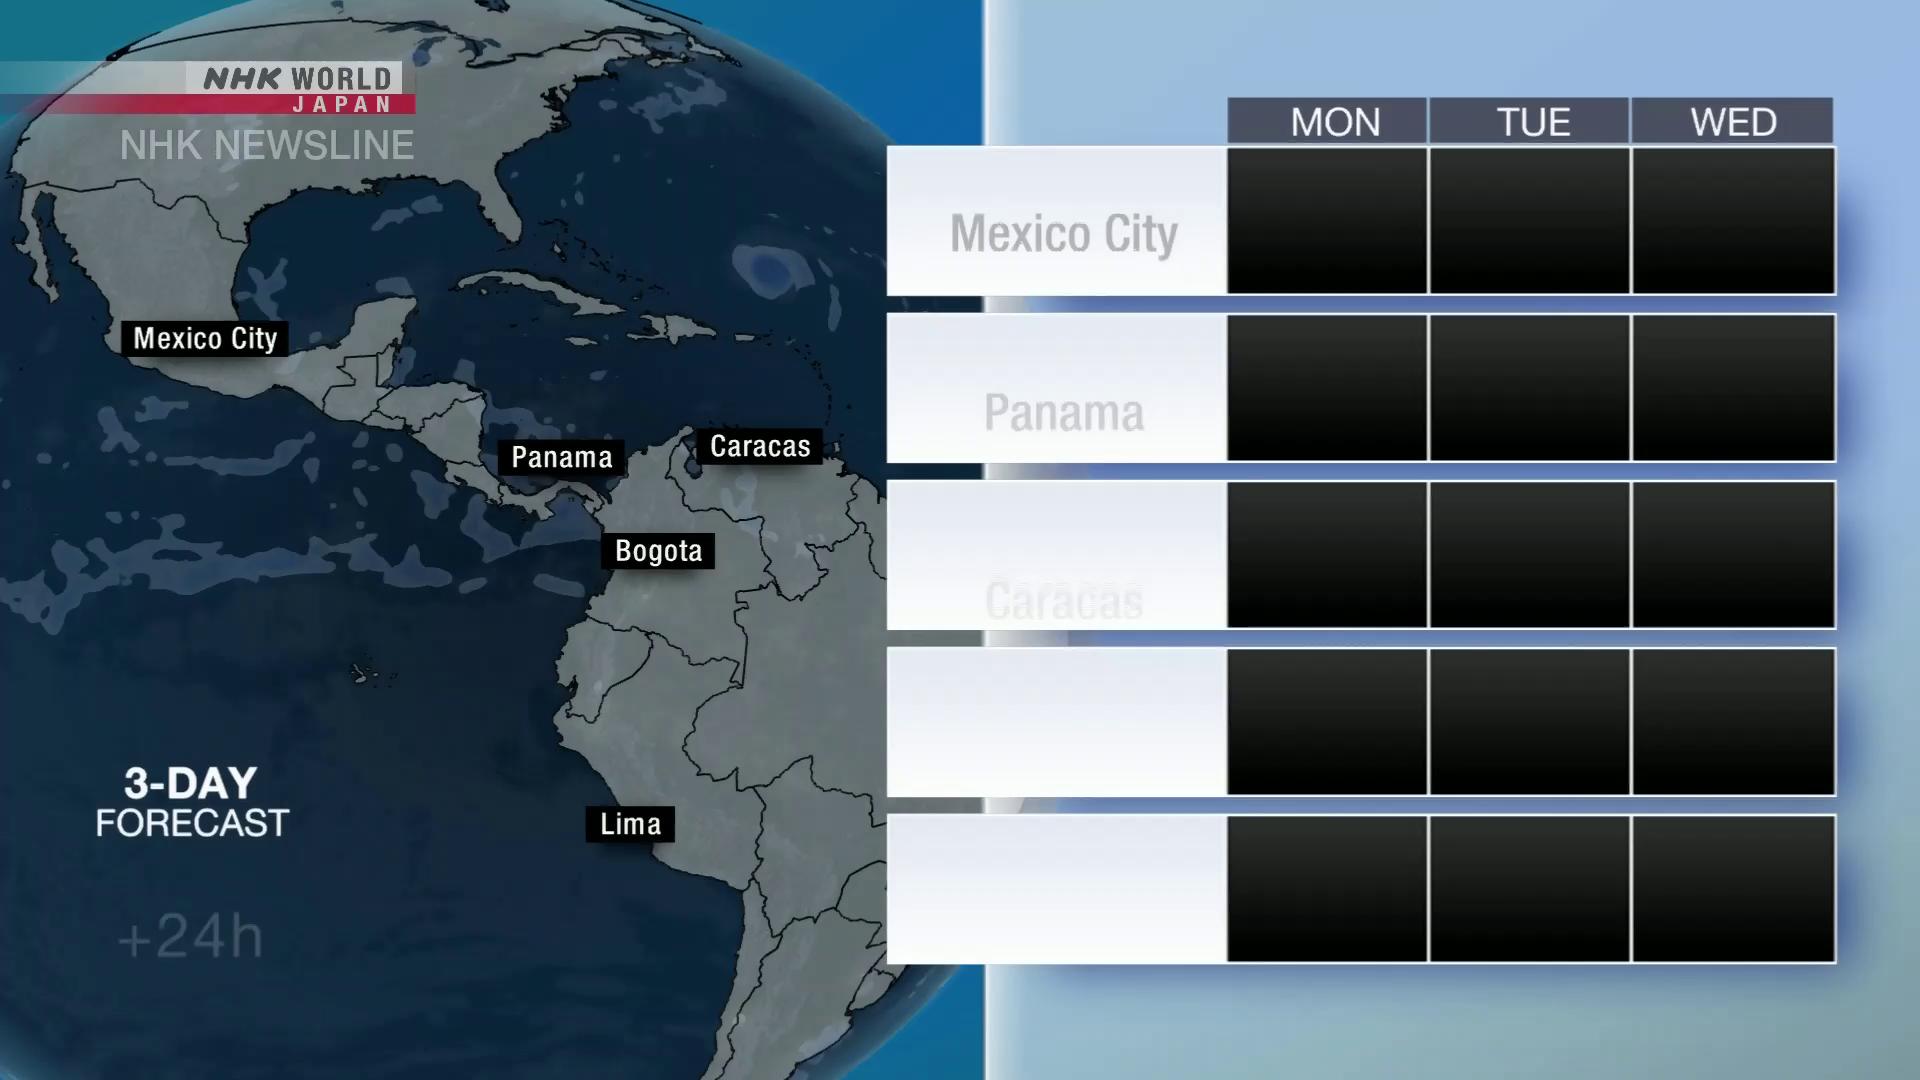 NHK WORLD
JAPAN
NHK NEWSLINE
MON TUE WED
Mexico City
Panama
Caracas
Mexico City
Panama
Caracas
Bogota
Lima
3-DAY
FORECAST
+24h